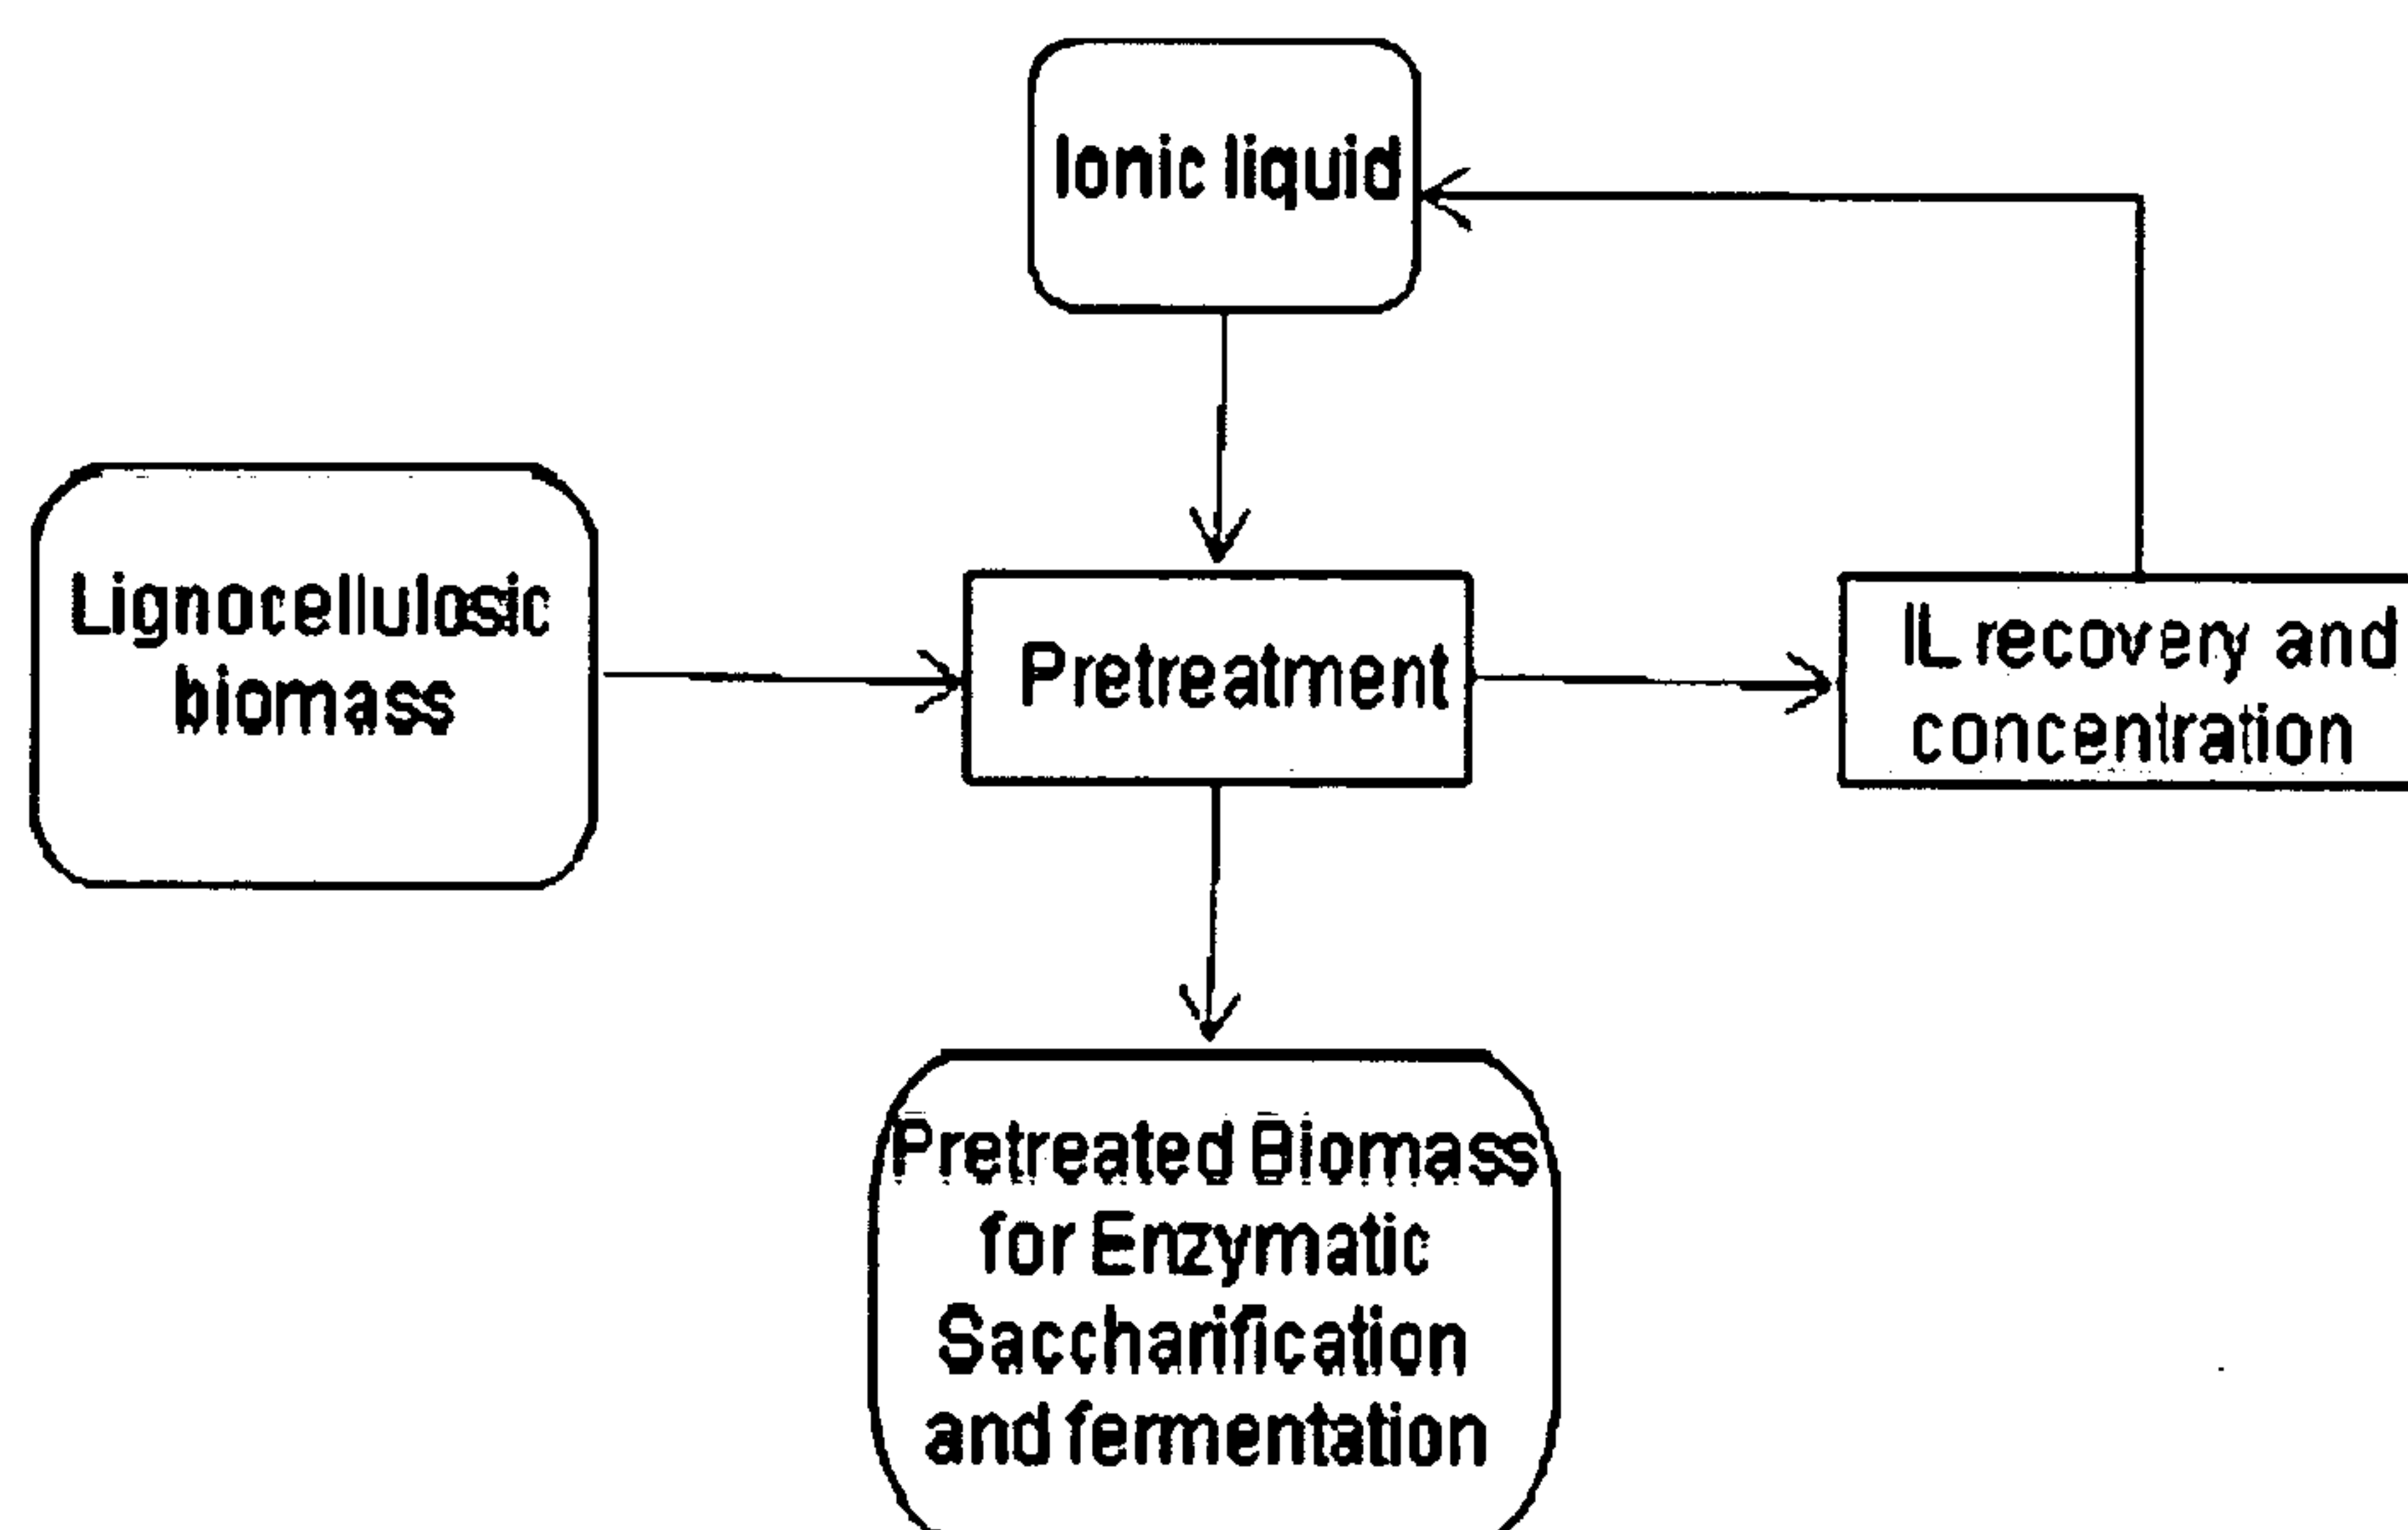 Ionic liquid
Lignocellulosic
biomass
Pretreatment
IL recovery and
concentration
Pretreated Biomass
for Enzymatic
Saccharification
and fermentation